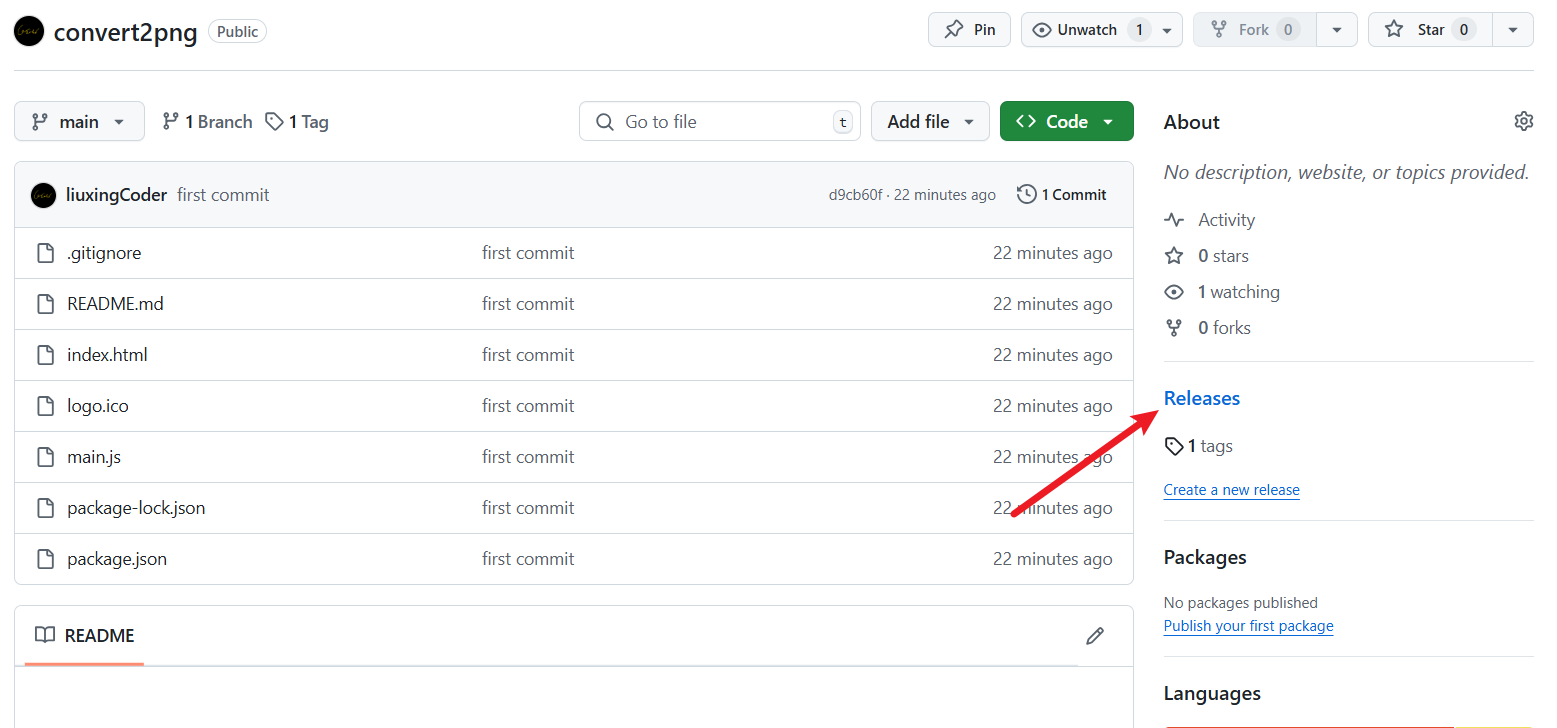 convert2png Public Pin Unwatch 1 Fork 0 Star 0
main 1 Branch 1 Tag Go to file t Add file Code
About
No description, website, or topics provided.
liuxingCoder first commit d9cb60f · 22 minutes ago 1 Commit
.gitignore first commit 22 minutes ago
README.md first commit 22 minutes ago
index.html first commit 22 minutes ago
logo.ico first commit 22 minutes ago
main.js first commit 22 minutes ago
package-lock.json first commit 22 minutes ago
package.json first commit 22 minutes ago
README
Activity
0 stars
1 watching
0 forks
Releases
1 tags
Create a new release
Packages
No packages published
Publish your first package
Languages